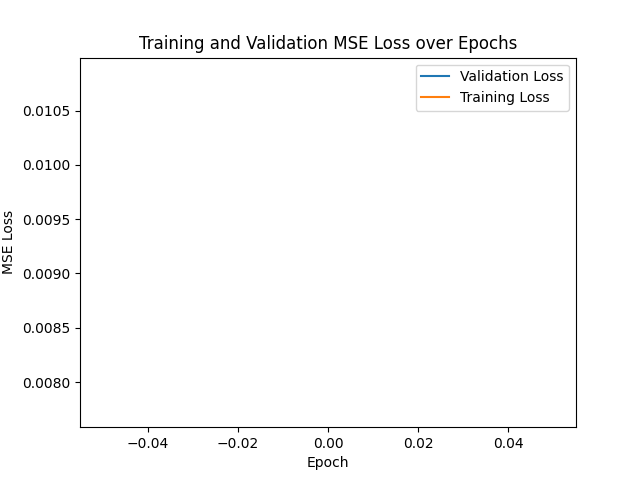 Training and Validation MSE Loss over Epochs
Validation Loss
Training Loss
0.0105
0.0100
0.0095
0.0090
0.0085
0.0080
MSE Loss
−0.04
−0.02
0.00
0.02
0.04
Epoch